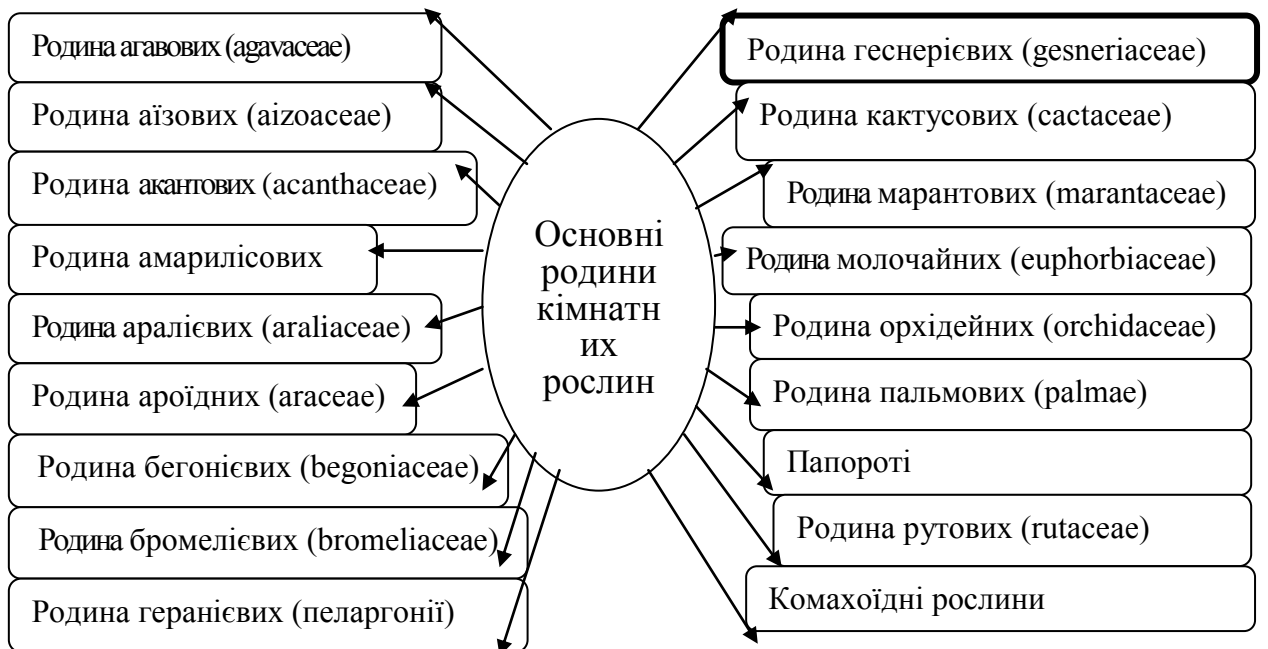 Родина агавових (agavaceae)
Родина аїзових (aizoaceae)
Родина акантових (acanthaceae)
Родина амарилісових
Родина аралієвих (araliaceae)
Родина ароїдних (araceae)
Родина бегонієвих (begoniaceae)
Родина бромелієвих (bromeliaceae)
Родина геранієвих (пеларгонії)
Основні
родини
кімнатн
их
рослин
Родина геснерієвих (gesneriaceae)
Родина кактусових (cactaceae)
Родина марантових (marantaceae)
Родина молочайних (euphorbiaceae)
Родина орхідейних (orchidaceae)
Родина пальмових (palmae)
Папороті
Родина рутових (rutaceae)
Комахоїдні рослини